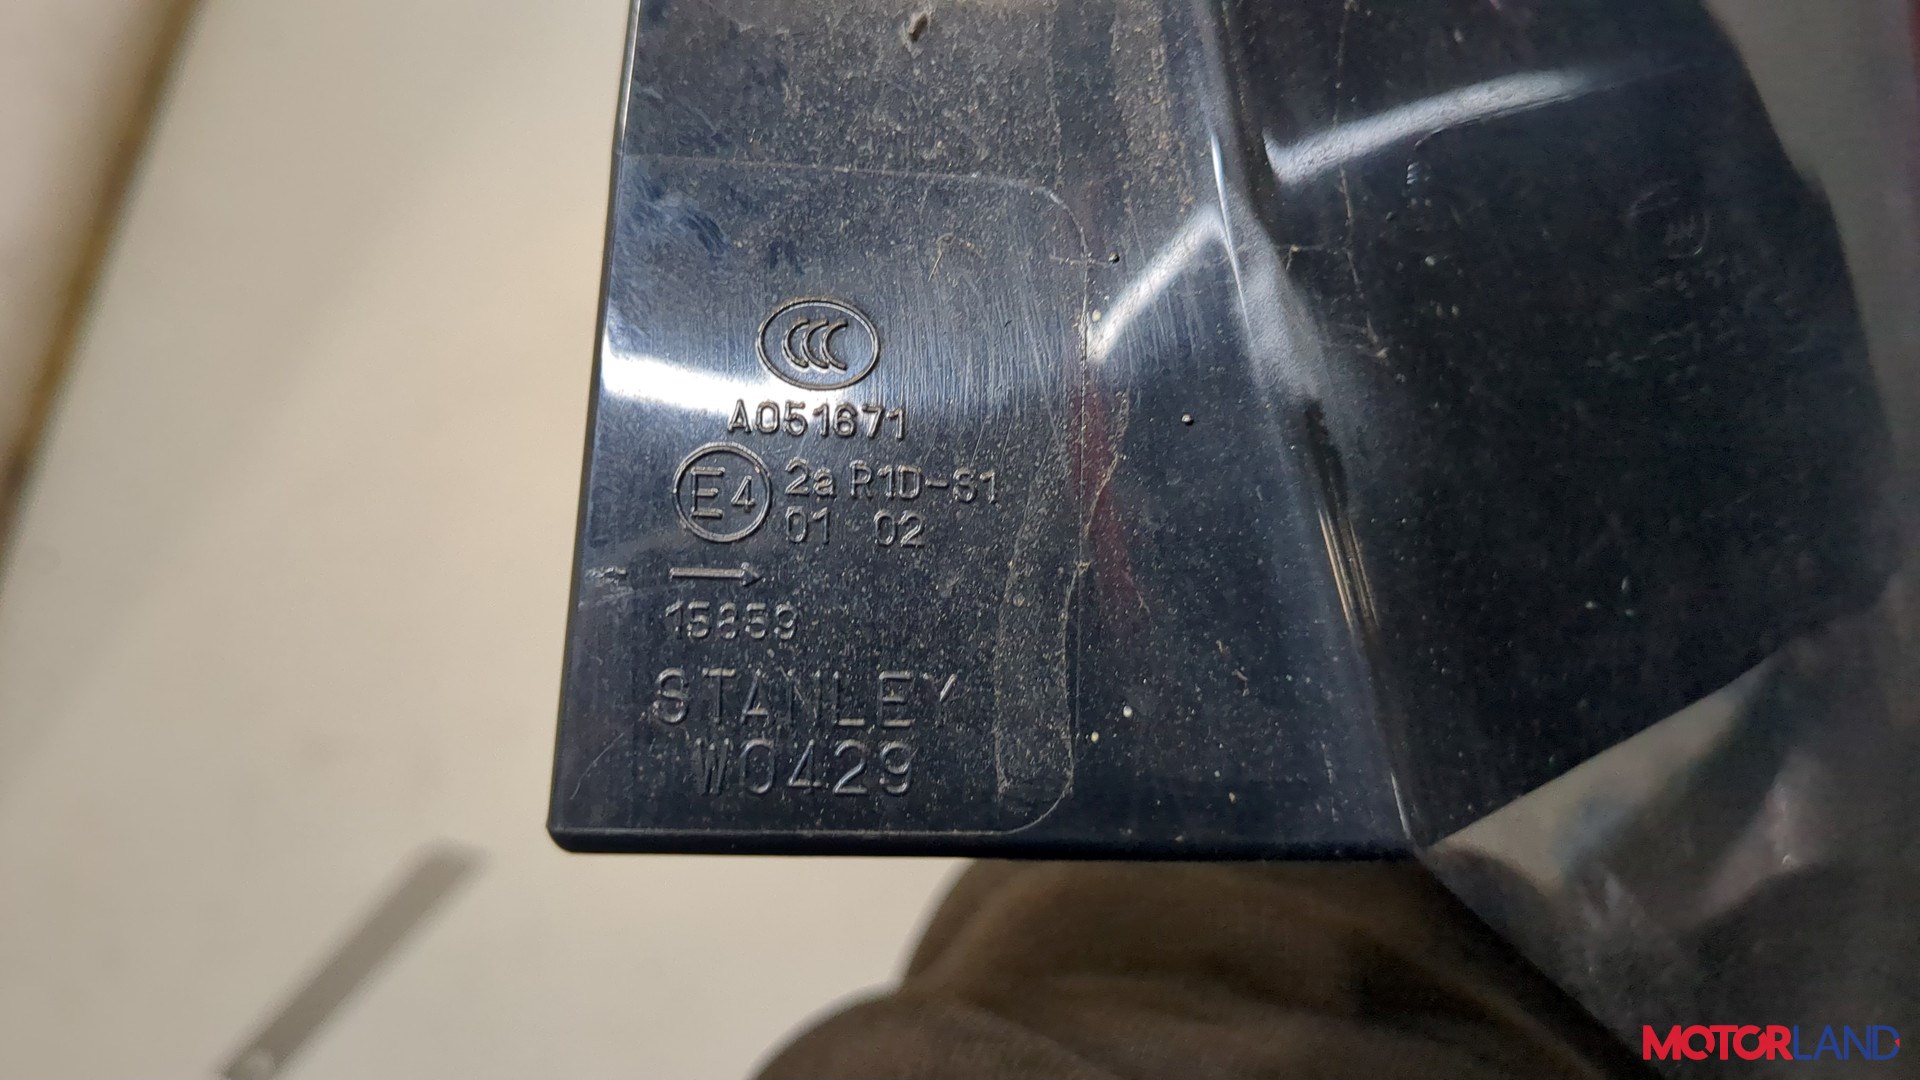 CCC
A051671
E4 2a R1D-S1
01 02
15859
STANLEY
W0429
MOTORLAND